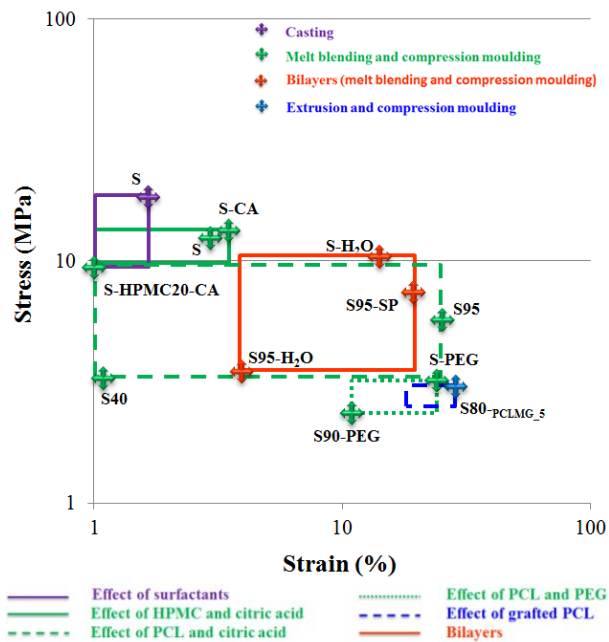 100
Casting
Melt blending and compression moulding
Bilayers (melt blending and compression moulding)
Extrusion and compression moulding
S
S-CA
S
S-H2O
10
S-HPMC20-CA
S95-SP
S95
S95-H2O
S-PEG
S40
S80-PCLMG_5
S90-PEG
Stress (MPa)
1
1
10
100
Strain (%)
Effect of surfactants
Effect of PCL and PEG
Effect of HPMC and citric acid
Effect of grafted PCL
Effect of PCL and citric acid
Bilayers